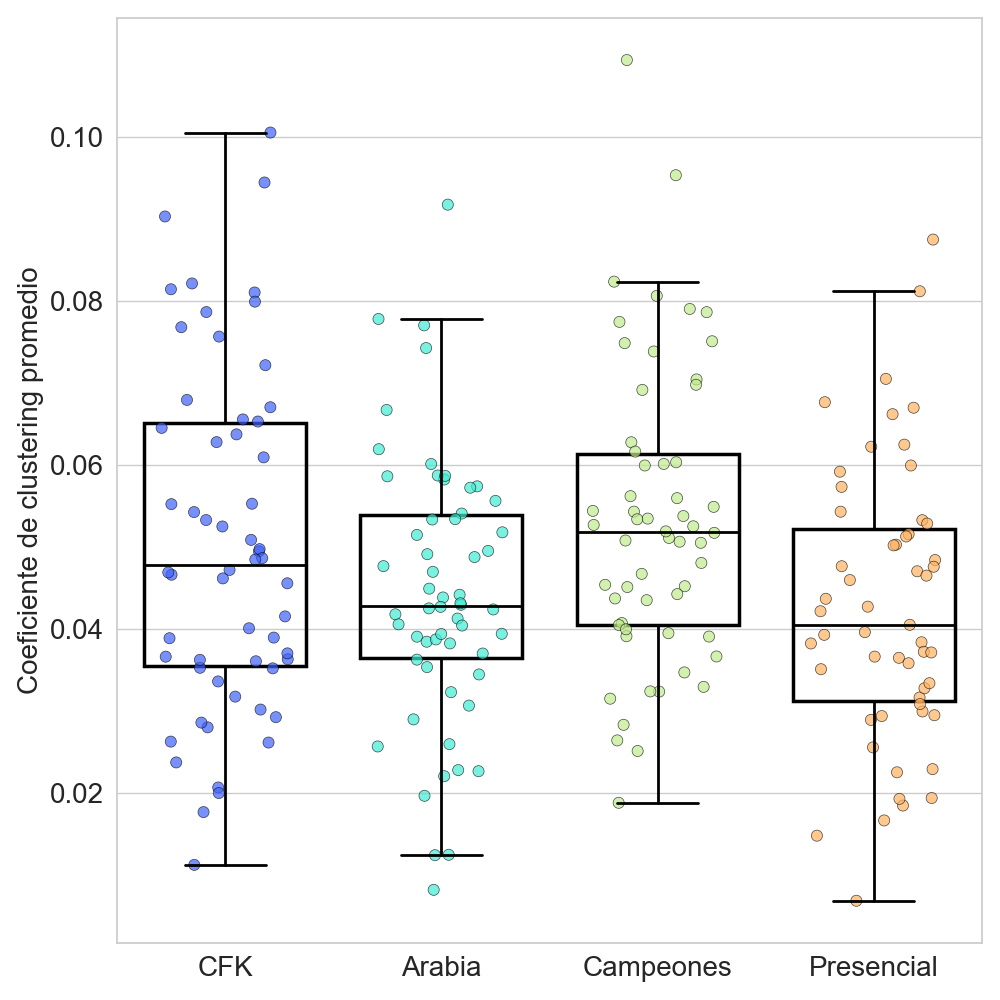 Coeficiente de clustering promedio
0.10
0.08
0.06
0.04
0.02
CFK
Arabia
Campeones
Presencial